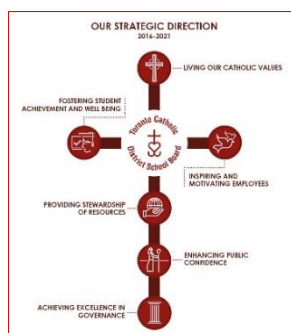 OUR STRATEGIC DIRECTION
2016-2021
LIVING OUR CATHOLIC VALUES
FOSTERING STUDENT
ACHIEVEMENT AND WELL BEING
Toronto Catholic
District School Board
INSPIRING AND
MOTIVATING EMPLOYEES
PROVIDING STEWARDSHIP
OF RESOURCES
ENHANCING PUBLIC
CONFIDENCE
ACHIEVING EXCELLENCE IN
GOVERNANCE